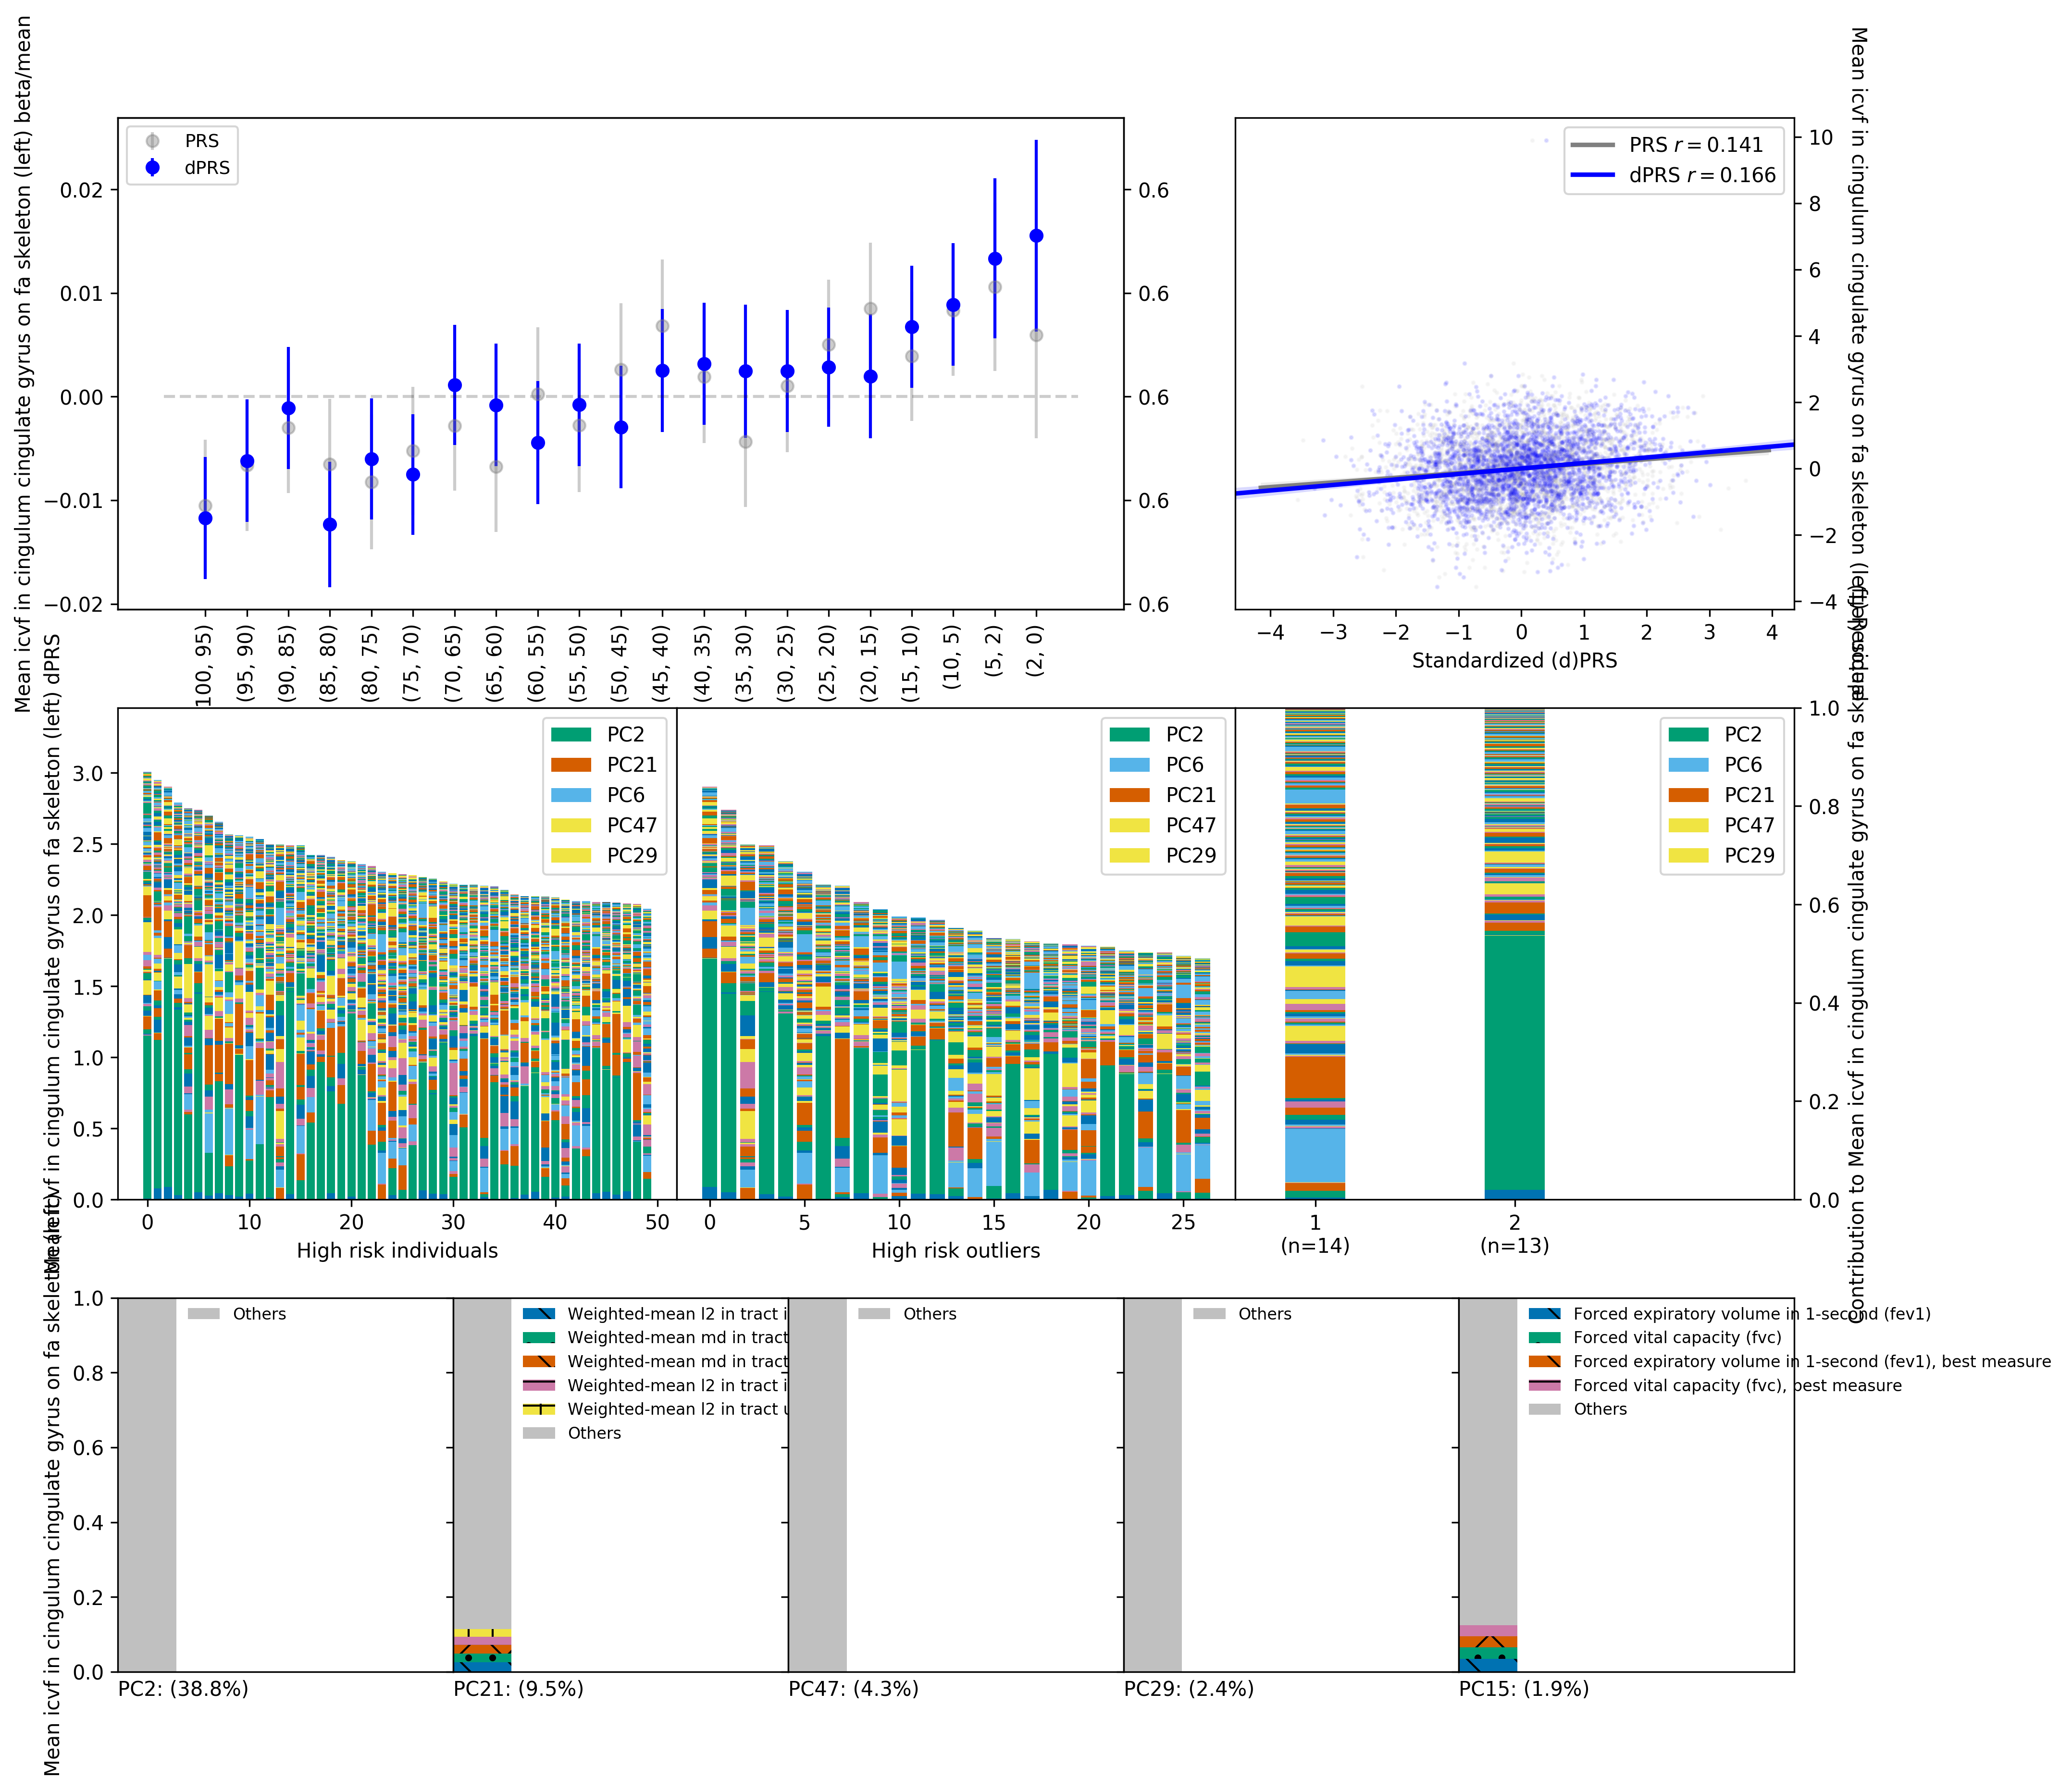 Mean icvf in cingulum cingulate gyrus on fa skeleton (left) beta/mean
PRS
dPRS
0.02
0.01
0.00
−0.01
−0.02
0.6
0.6
0.6
0.6
0.6
100, 95)
(95, 90)
(90, 85)
(85, 80)
(80, 75)
(75, 70)
(70, 65)
(65, 60)
(60, 55)
(55, 50)
(50, 45)
(45, 40)
(40, 35)
(35, 30)
(30, 25)
(25, 20)
(20, 15)
(15, 10)
(10, 5)
(5, 2)
(2, 0)
PRS r = 0.141
dPRS r = 0.166
10
8
6
4
2
0
−2
−4
−4 −3 −2 −1 0 1 2 3 4
Standardized (d)PRS
Mean icvf in cingulum cingulate gyrus on fa skeleton (left) Residual
Mean icvf in cingulum cingulate gyrus on fa skeleton (left) dPRS
3.0
2.5
2.0
1.5
1.0
0.5
0.0
PC2
PC21
PC6
PC47
PC29
0 10 20 30 40 50
High risk individuals
PC2
PC6
PC21
PC47
PC29
0 5 10 15 20 25
High risk outliers
PC2
PC6
PC21
PC47
PC29
1
(n=14)
2
(n=13)
1.0
0.8
0.6
0.4
0.2
0.0
Contribution to Mean icvf in cingulum cingulate gyrus on fa skeleton
Mean icvf in cingulum cingulate gyrus on fa skeleton (left)
1.0
0.8
0.6
0.4
0.2
0.0
Others
PC2: (38.8%)
Weighted-mean l2 in tract i
Weighted-mean md in tract
Weighted-mean md in tract
Weighted-mean l2 in tract i
Weighted-mean l2 in tract u
Others
PC21: (9.5%)
Others
PC47: (4.3%)
Others
PC29: (2.4%)
Forced expiratory volume in 1-second (fev1)
Forced vital capacity (fvc)
Forced expiratory volume in 1-second (fev1), best measure
Forced vital capacity (fvc), best measure
Others
PC15: (1.9%)